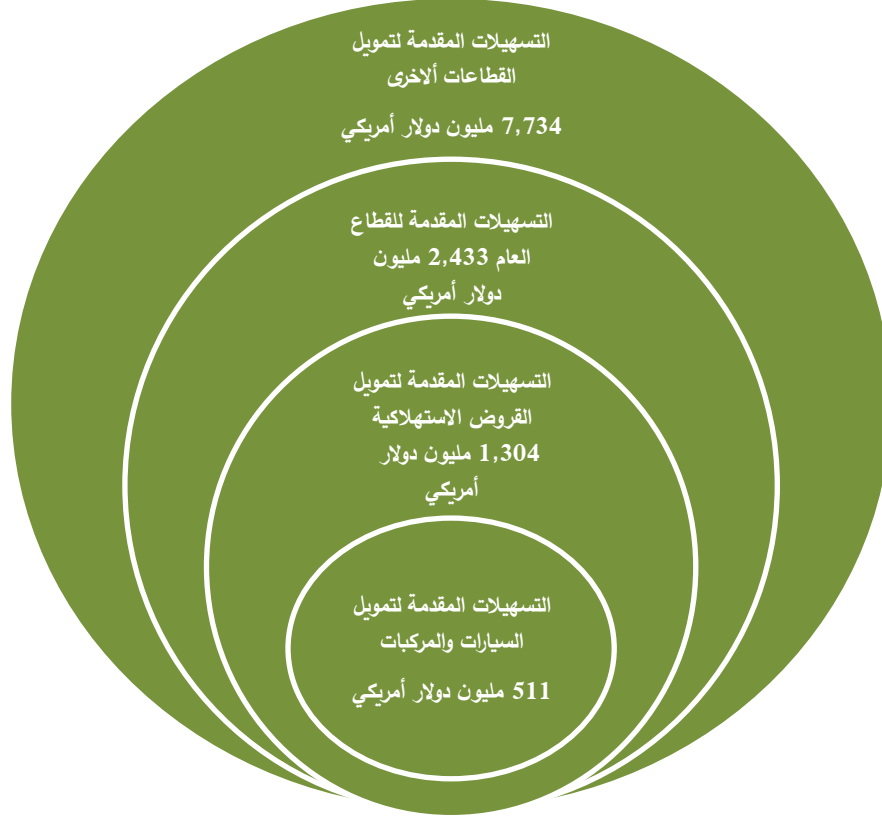 التسهيلات المقدمة لتمويل
القطاعات ألاخرى
7,734 مليون دولار أمريكي
التسهيلات المقدمة للقطاع
العام 2,433 مليون
دولار أمريكي
التسهيلات المقدمة لتمويل
القروض الاستهلاكية
1,304 مليون دولار
أمريكي
التسهيلات المقدمة لتمويل
السيارات والمركبات
511 مليون دولار أمريكي